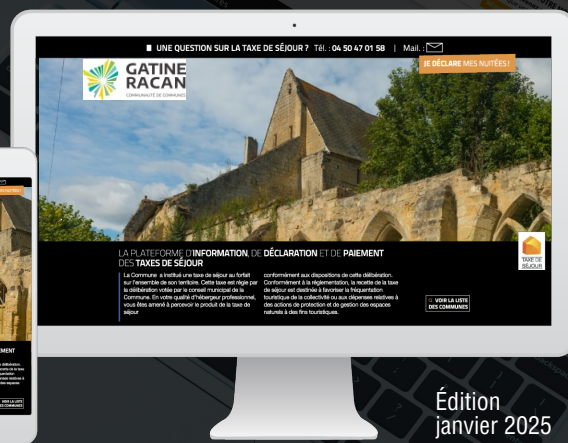 UNE QUESTION SUR LA TAXE DE SÉJOUR ? Tél. : 04 50 47 01 58 | Mail. :
JE DÉCLARE MES NUITÉES !
GATINE
RACAN
COMMUNAUTÉ DE COMMUNES
LA PLATEFORME D'INFORMATION, DE DÉCLARATION ET DE PAIEMENT
DES TAXES DE SÉJOUR
La Commune a institué une taxe de séjour au forfait
sur l'ensemble de son territoire. Cette taxe est régie par
la délibération votée par le conseil municipal de la
Commune. En votre qualité d'hébergeur professionnel,
vous êtes amené à percevoir le produit de la taxe de
séjour
conformément aux dispositions de cette délibération.
Conformément à la réglementation, la recette de la taxe
de séjour est destinée à favoriser la fréquentation
touristique de la collectivité ou aux dépenses relatives à
des actions de protection et de gestion des espaces
naturels à des fins touristiques.
TAXE DE
SÉJOUR
VOIR LA LISTE
DES COMMUNES
Édition
janvier 2025